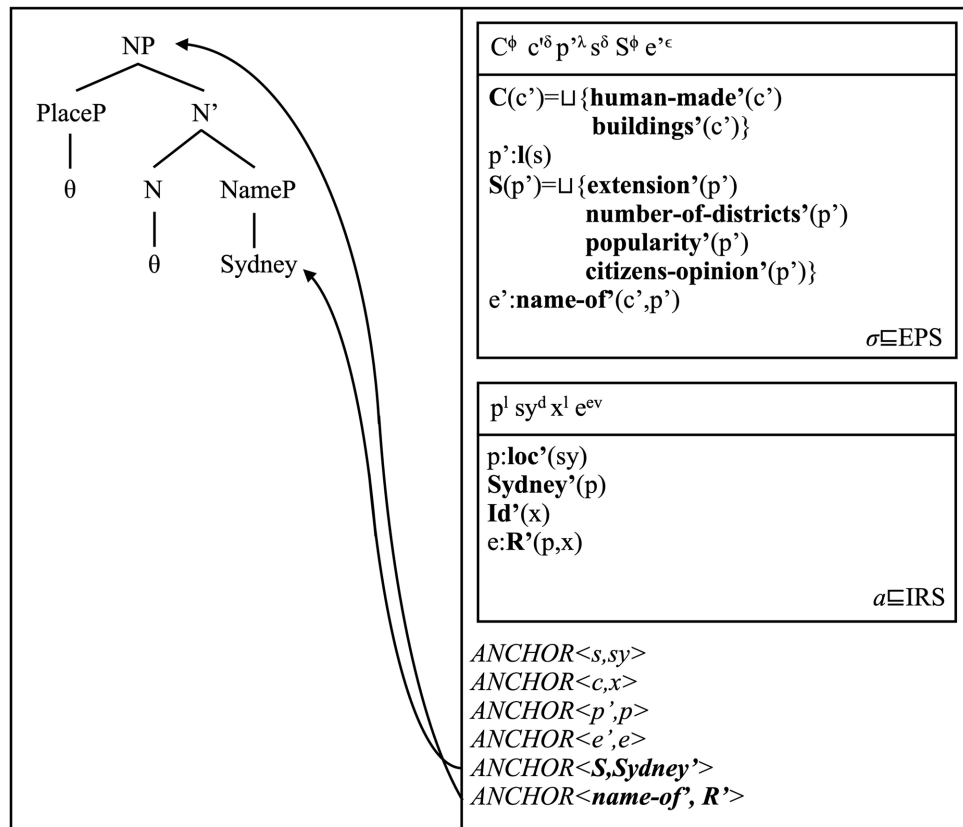 NP
PlaceP N’
θ N NameP
θ Sydney
Cᶲ c'ᵟ p’ᵏ sᵟ Sᶲ e’ᵋ
C(c’)=⊔{human-made’(c’)
buildings’(c’)}
p’:l(s)
S(p’)=⊔{extension’(p’)
number-of-districts’(p’)
popularity’(p’)
citizens-opinion’(p’)}
e’:name-of’(c’,p’)
σ⊑EPS
pˡ syᵈ xˡ eᵉᵛ
p:loc’(sy)
Sydney’(p)
Id’(x)
e:R’(p,x)
a⊑IRS
ANCHOR<s,sy>
ANCHOR<c,x>
ANCHOR<p’,p>
ANCHOR<e’,e>
ANCHOR<S,Sydney’>
ANCHOR<name-of’, R’>